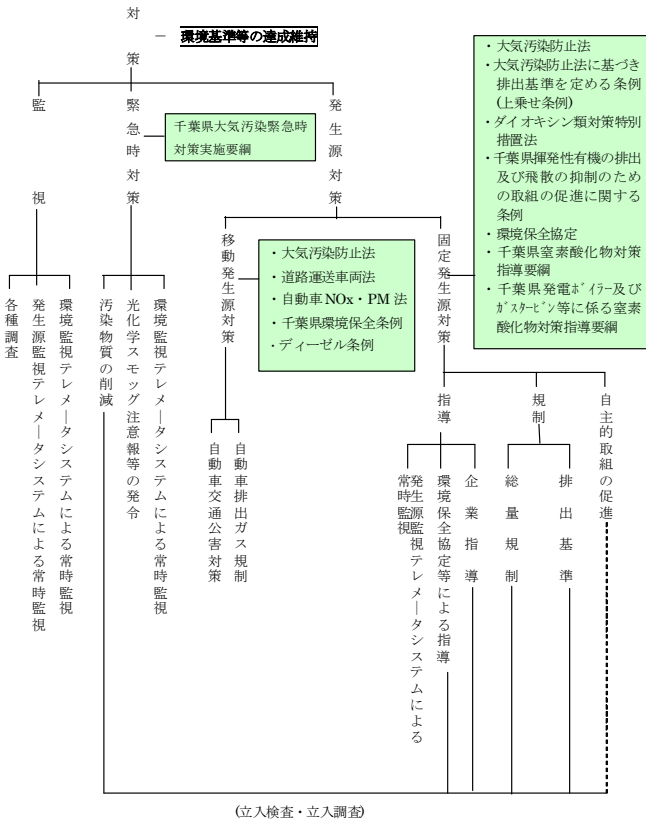 対策
― 環境基準等の達成維持
監視
緊急時対策
発生源対策
千葉県大気汚染緊急時
対策実施要綱
・大気汚染防止法
・大気汚染防止法に基づき
排出基準を定める条例
(上乗せ条例)
・ダイオキシン類対策特別
措置法
・千葉県揮発性有機の排出
及び飛散の抑制のため
の取組の促進に関する
条例
・環境保全協定
・千葉県窒素酸化物対策
指導要綱
・千葉県発電ﾎﾞｲﾗｰ及び
ｶﾞｽﾀｰﾋﾞﾝ等に係る窒素
酸化物対策指導要綱
移動発生源対策
・大気汚染防止法
・道路運送車両法
・自動車 NOx・PM 法
・千葉県環境保全条例
・ディーゼル条例
固定発生源対策
各種調査
発生源監視テレメータシステムによる常時監視
環境監視テレメータシステムによる常時監視
汚染物質の削減
光化学スモッグ注意報等の発令
環境監視テレメータシステムによる常時監視
自動車交通公害対策
自動車排出ガス規制
指導
規制
自主的取組の促進
発生源監視テレメータシステムによる
常時監視
環境保全協定等による指導
企業指導
総量規制
排出基準
(立入検査・立入調査)